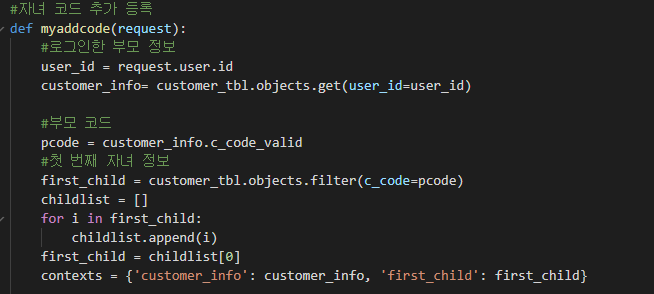 #자녀 코드 추가 등록
def myaddcode(request):
#로그인한 부모 정보
user_id = request.user.id
customer_info= customer_tbl.objects.get(user_id=user_id)
#부모 코드
pcode = customer_info.c_code_valid
#첫 번째 자녀 정보
first_child = customer_tbl.objects.filter(c_code=pcode)
childlist = []
for i in first_child:
childlist.append(i)
first_child = childlist[0]
contexts = {'customer_info': customer_info, 'first_child': first_child}